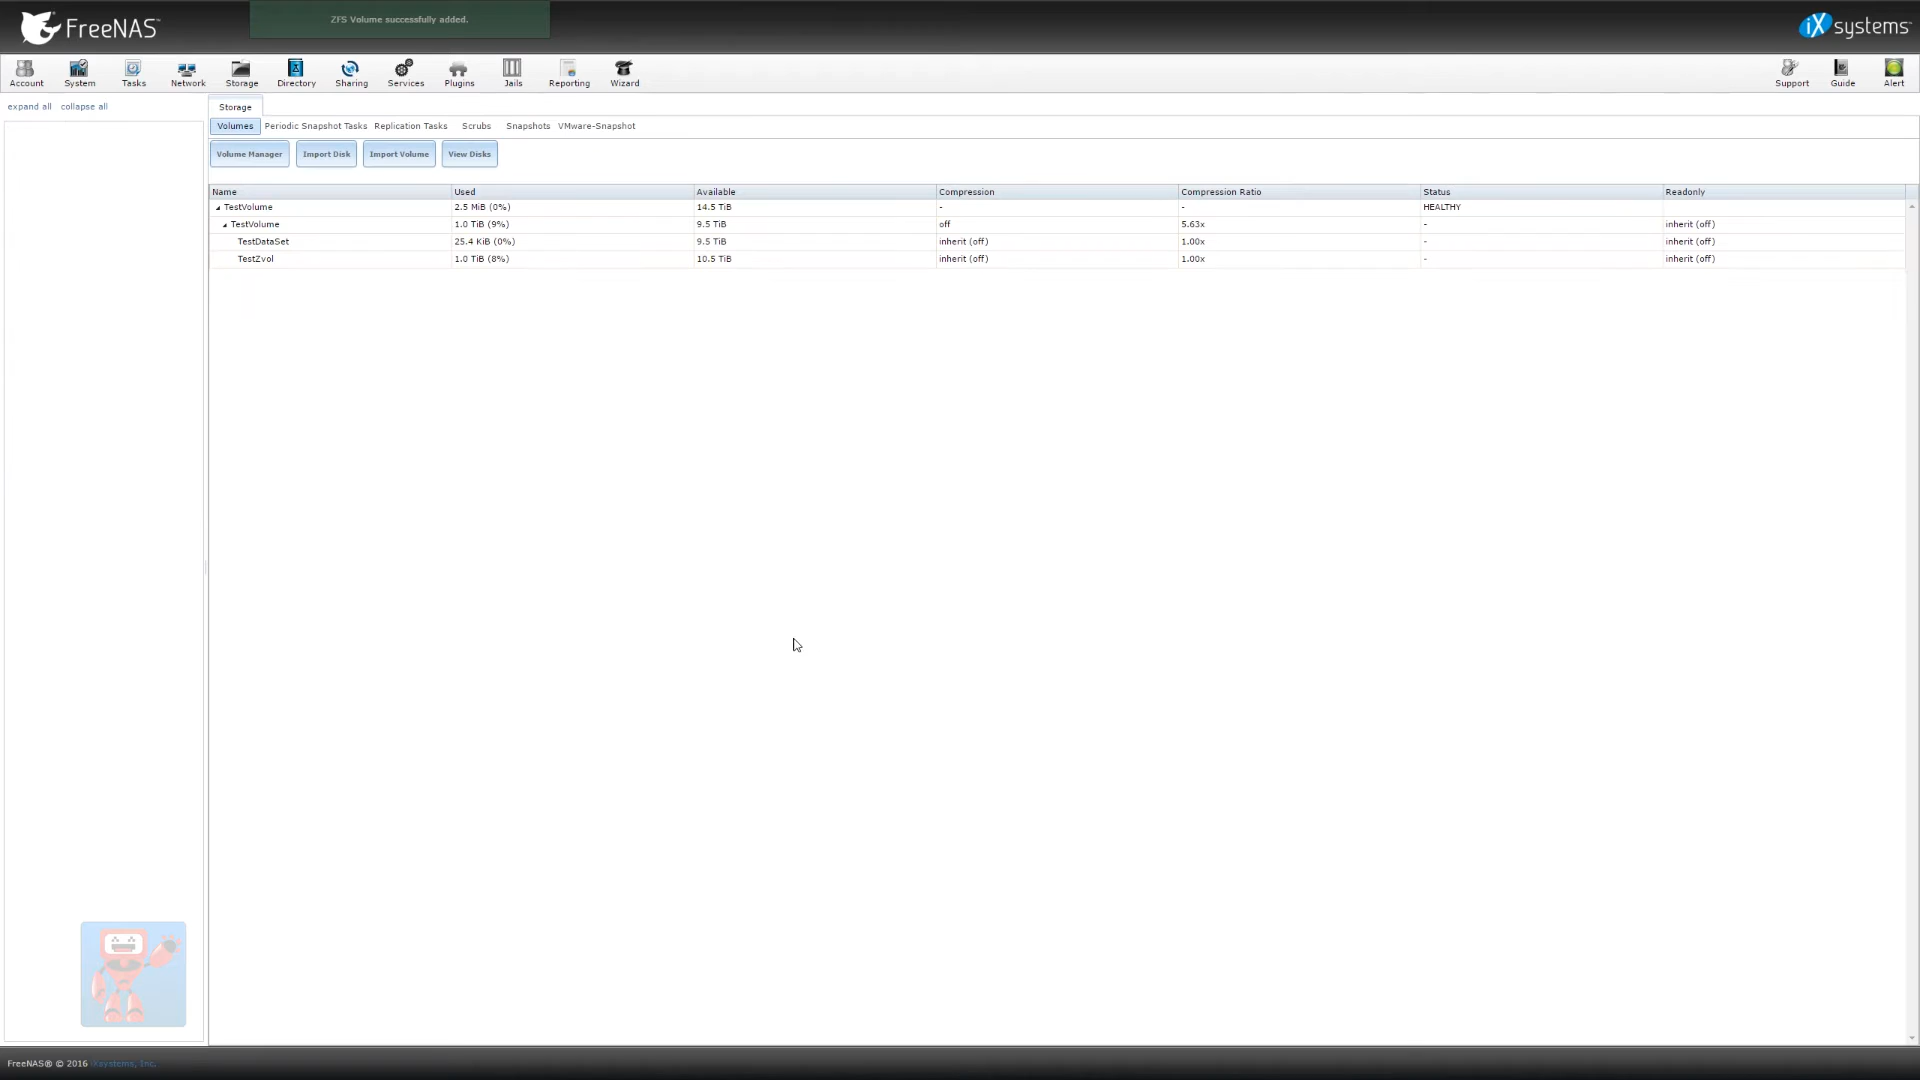 FreeNAS™
ZFS Volume successfully added.
iXsystems™
Account System Tasks Network Storage Directory Sharing Services Plugins Jails Reporting Wizard Support Guide Alert
expand all collapse all
Storage
Volumes Periodic Snapshot Tasks Replication Tasks Scrubs Snapshots VMware-Snapshot
Volume Manager Import Disk Import Volume View Disks
Name Used Available Compression Compression Ratio Status Readonly
TestVolume 2.5 MiB (0%) 14.5 TiB - - HEALTHY
TestVolume 1.0 TiB (9%) 9.5 TiB off 5.63x - inherit (off)
TestDataSet 25.4 KiB (0%) 9.5 TiB inherit (off) 1.00x - inherit (off)
TestZvol 1.0 TiB (8%) 10.5 TiB inherit (off) 1.00x - inherit (off)
FreeNAS® © 2016 iXsystems, Inc.